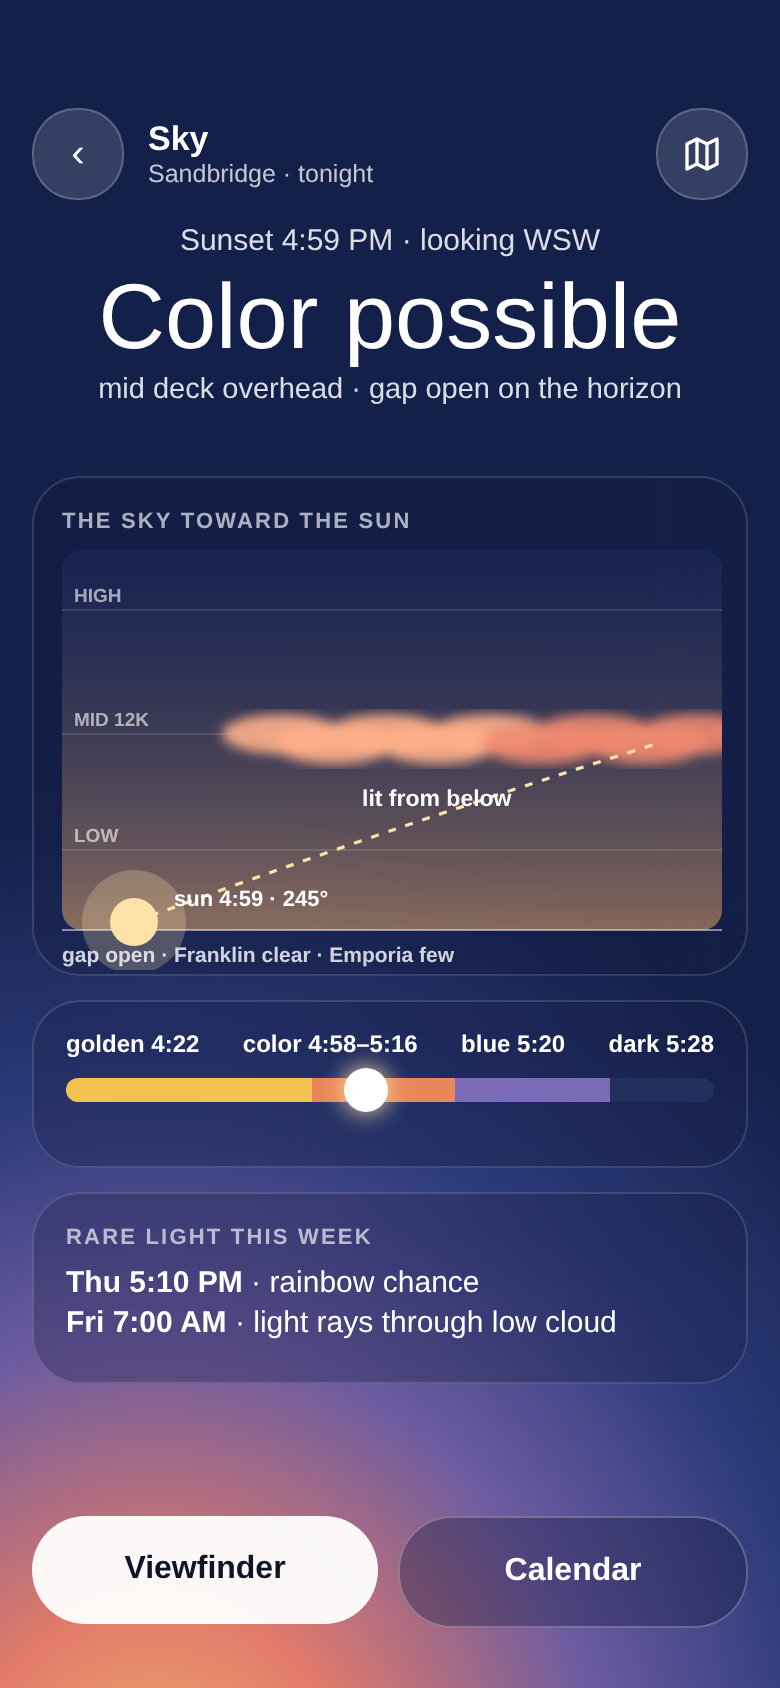 Sky
Sandbridge · tonight
Sunset 4:59 PM · looking WSW
Color possible
mid deck overhead · gap open on the horizon
THE SKY TOWARD THE SUN
HIGH
MID 12K
lit from below
LOW
sun 4:59 · 245°
gap open · Franklin clear · Emporia few
golden 4:22 color 4:58–5:16 blue 5:20 dark 5:28
RARE LIGHT THIS WEEK
Thu 5:10 PM · rainbow chance
Fri 7:00 AM · light rays through low cloud
Viewfinder Calendar